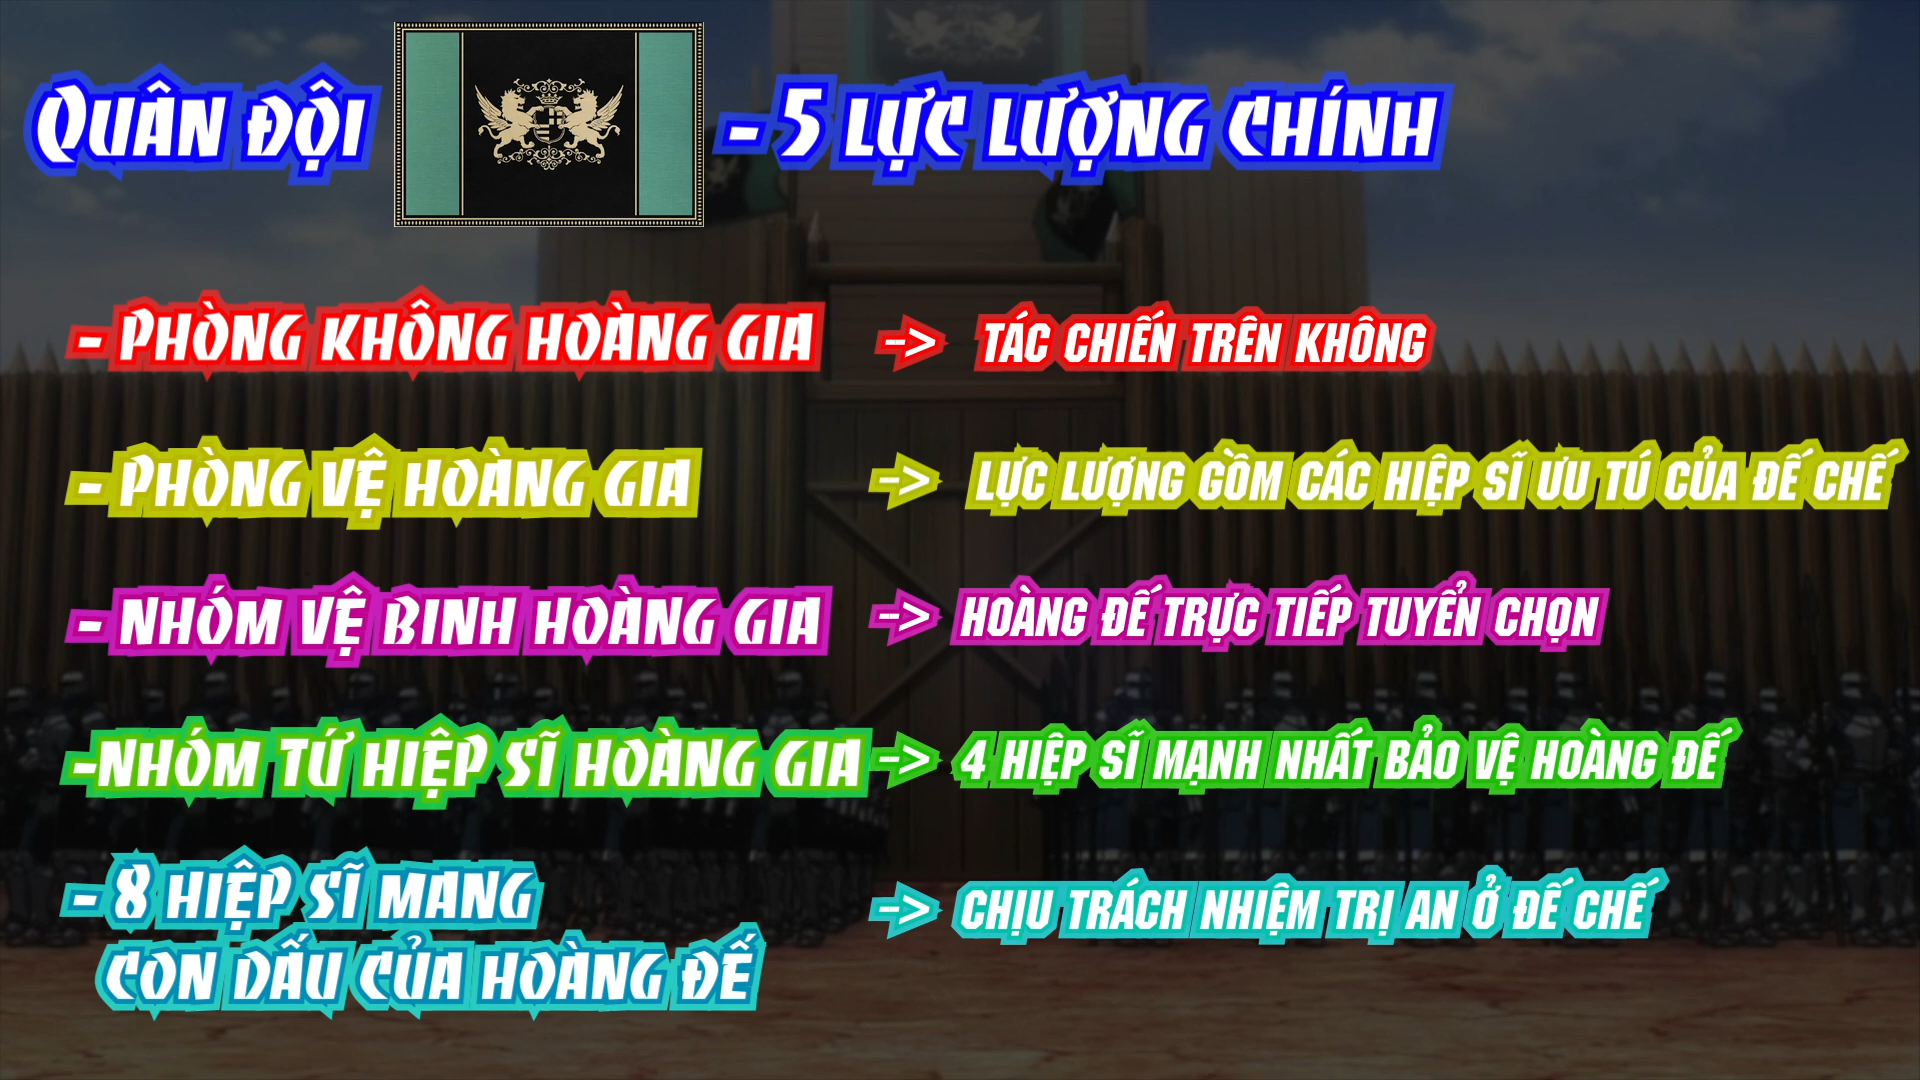 QUÂN ĐỘI - 5 LỰC LƯỢNG CHÍNH
- PHÒNG KHÔNG HOÀNG GIA -> TÁC CHIẾN TRÊN KHÔNG
- PHÒNG VỆ HOÀNG GIA -> LỰC LƯỢNG GỒM CÁC HIỆP SĨ ƯU TÚ CỦA ĐẾ CHẾ
- NHÓM VỆ BINH HOÀNG GIA -> HOÀNG ĐẾ TRỰC TIẾP TUYỂN CHỌN
-NHÓM TỨ HIỆP SĨ HOÀNG GIA -> 4 HIỆP SĨ MẠNH NHẤT BẢO VỆ HOÀNG ĐẾ
- 8 HIỆP SĨ MANG
CON DẤU CỦA HOÀNG ĐẾ
-> CHỊU TRÁCH NHIỆM TRỊ AN Ở ĐẾ CHẾ